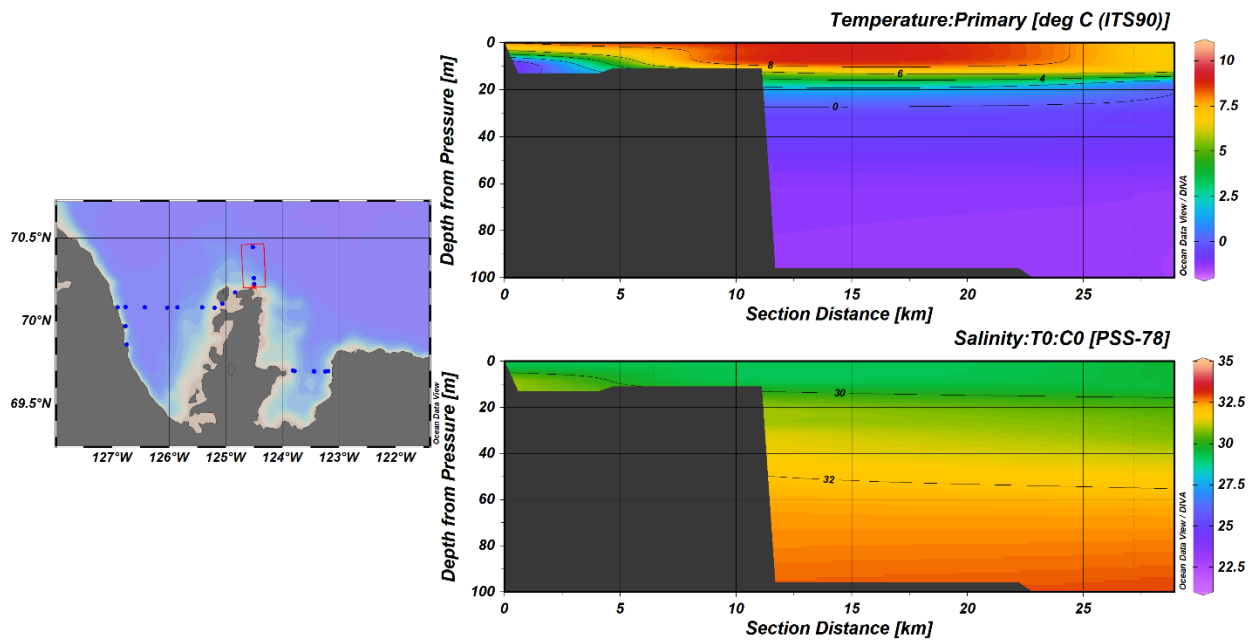 Temperature:Primary [deg C (ITS90)]
Depth from Pressure [m]
0
20
40
60
80
100
8
6
4
0
0
5
10
15
20
25
Section Distance [km]
10
7.5
5
2.5
0
Ocean Data View / DIVA
70.5°N
70°N
69.5°N
127°W
126°W
125°W
124°W
123°W
122°W
Ocean Data View
Salinity:T0:C0 [PSS-78]
Depth from Pressure [m]
0
20
40
60
80
100
30
32
0
5
10
15
20
25
Section Distance [km]
35
32.5
30
27.5
25
22.5
Ocean Data View / DIVA